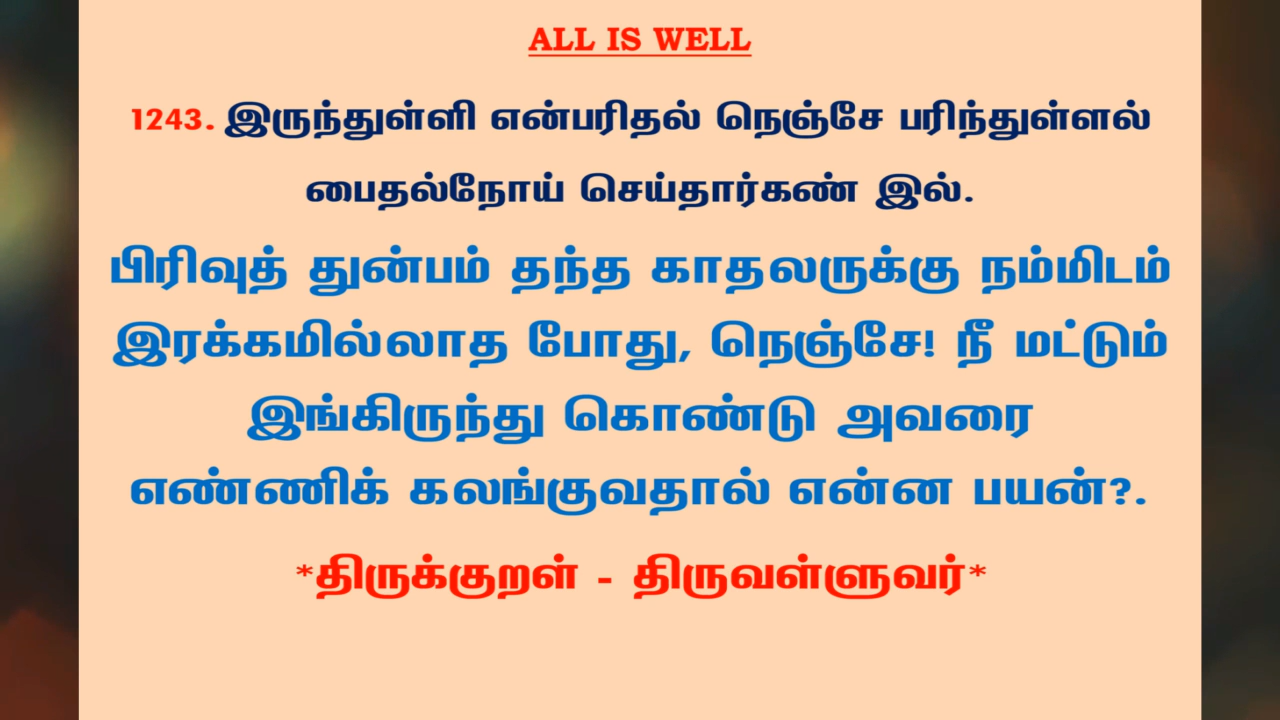 ALL IS WELL
1243. இருந்துள்ளி என்பரிதல் நெஞ்சே பரிந்துள்ளல்
பைதல்நோய் செய்தார்கண் இல்.
பிரிவுத் துன்பம் தந்த காதலருக்கு நம்மிடம்
இரக்கமில்லாத போது, நெஞ்சே! நீ மட்டும்
இங்கிருந்து கொண்டு அவரை
எண்ணிக் கலங்குவதால் என்ன பயன்?.
*திருக்குறள் - திருவள்ளுவர்*